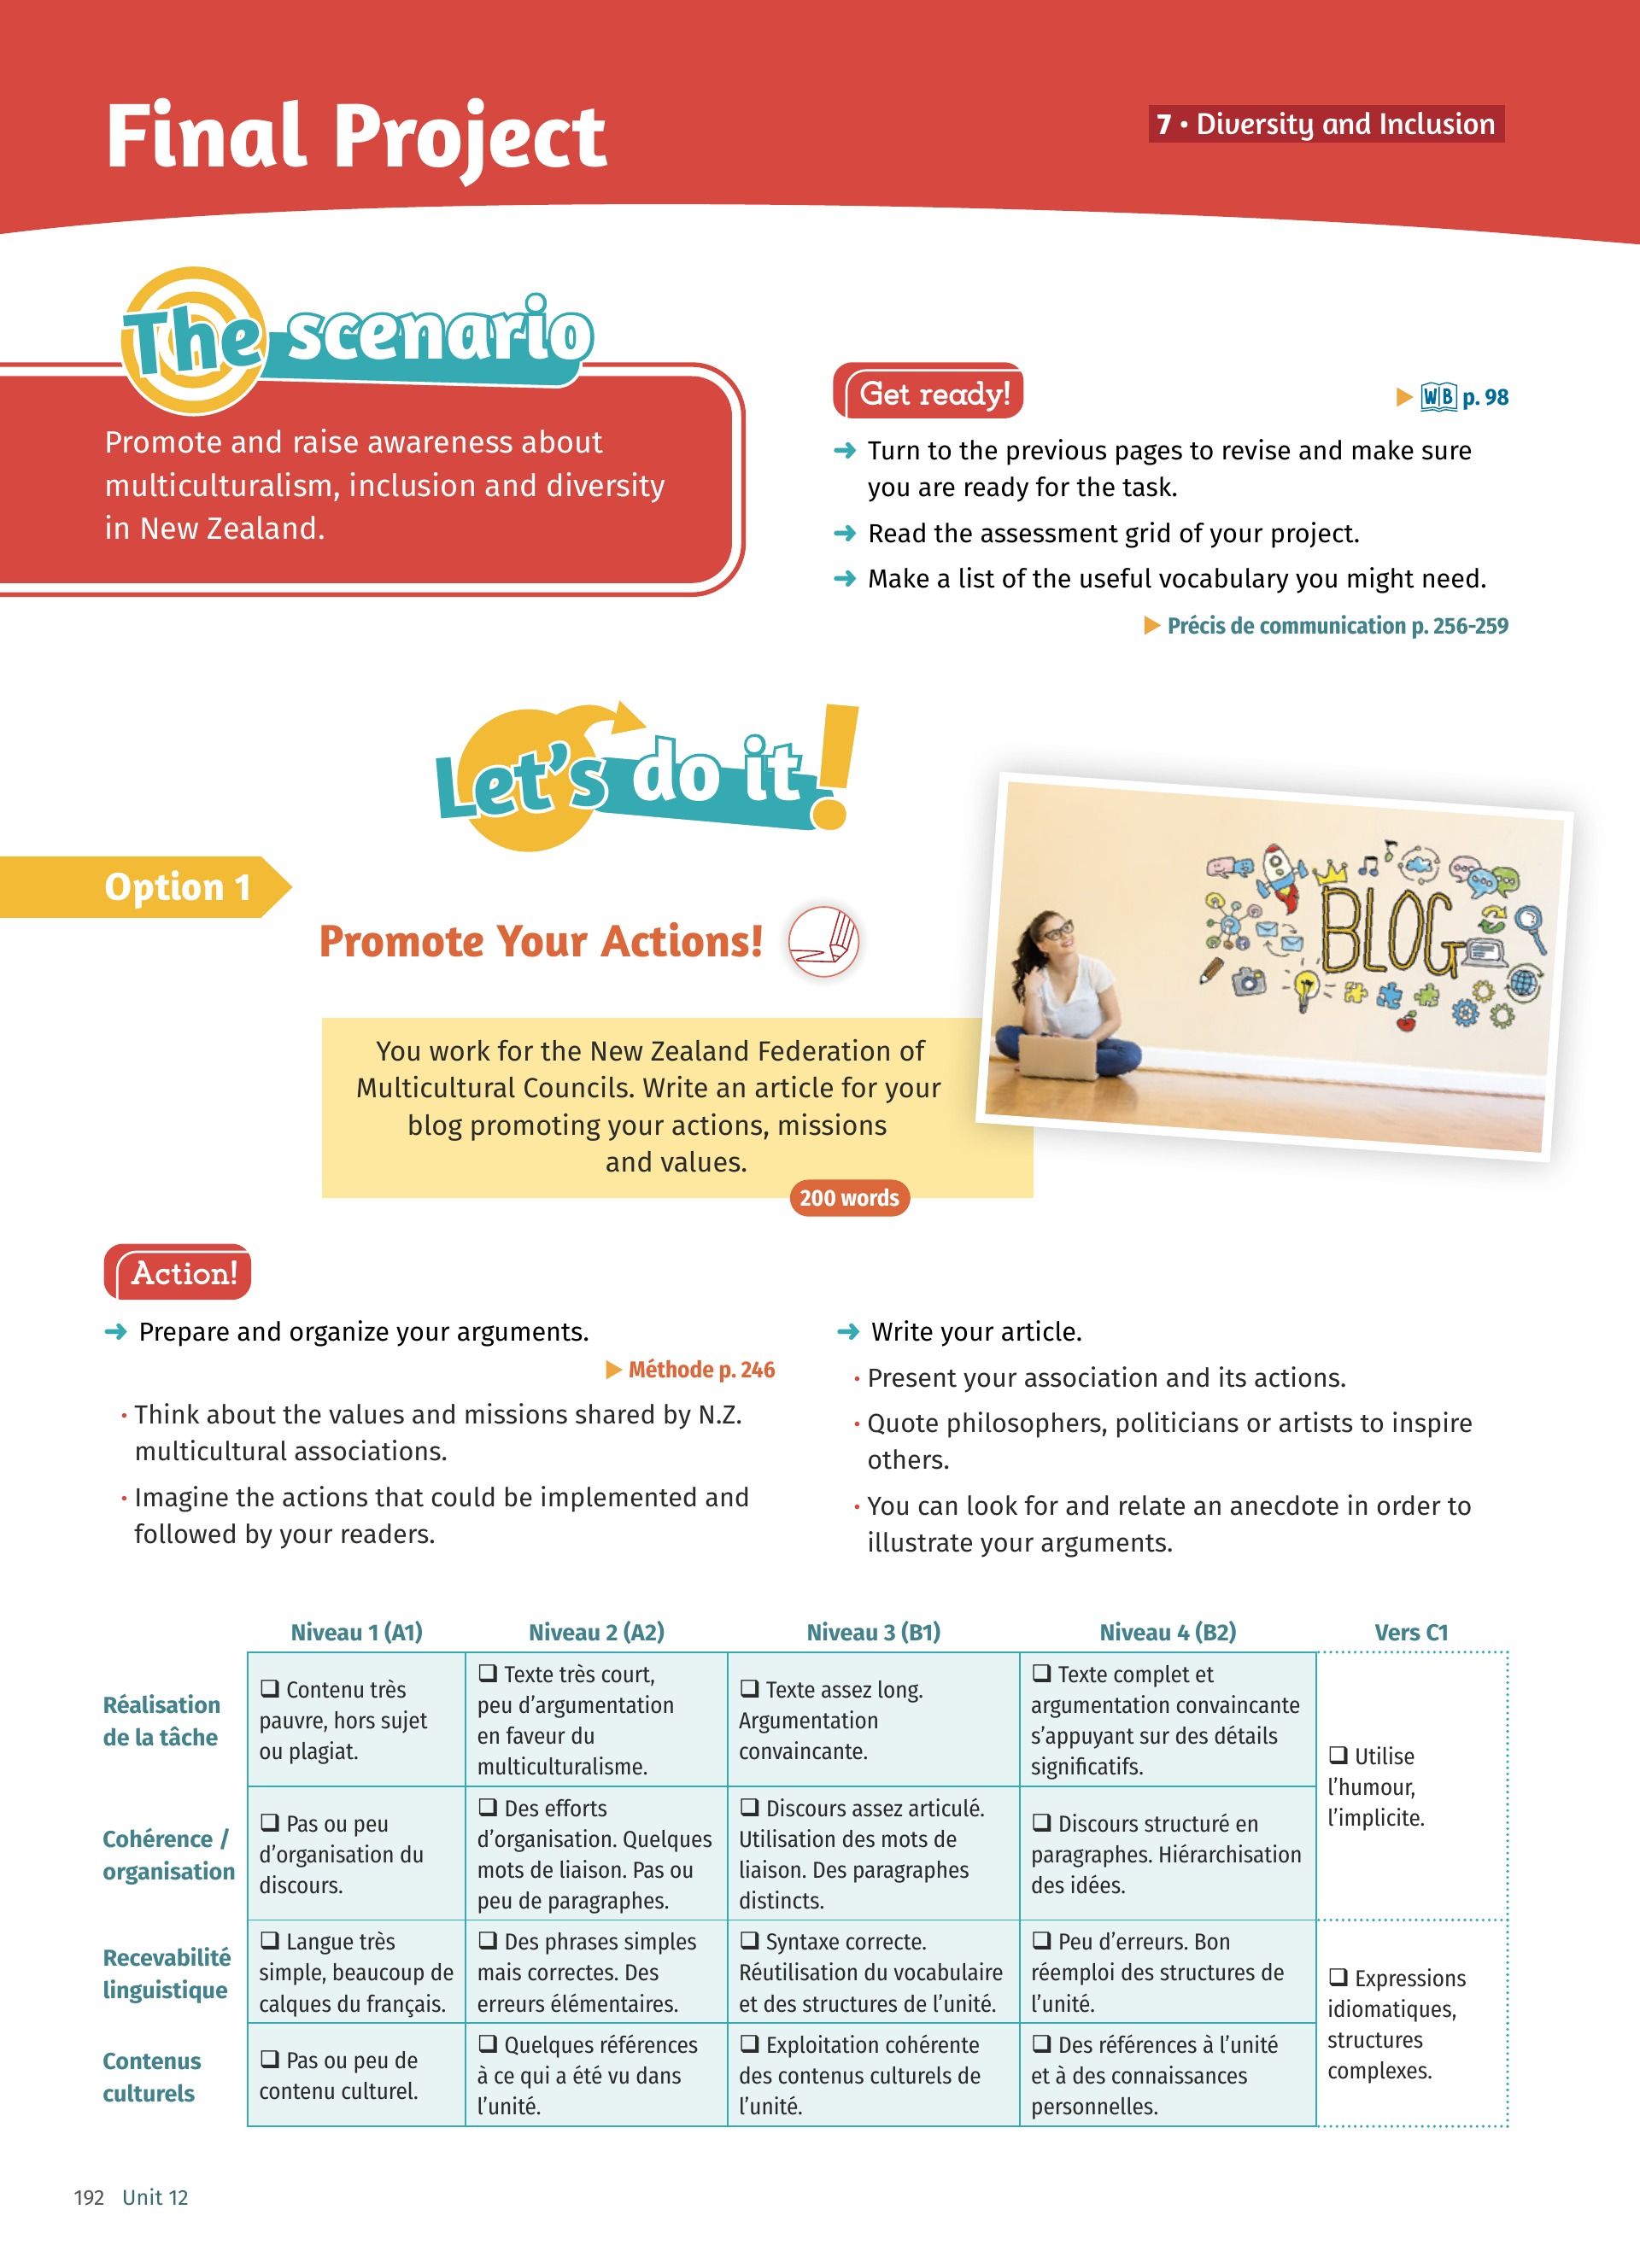 Final Project
7 • Diversity and Inclusion
The scenario
Promote and raise awareness about
multiculturalism, inclusion and diversity
in New Zealand.
Get ready!
WB p. 98
Turn to the previous pages to revise and make sure
you are ready for the task.
Read the assessment grid of your project.
Make a list of the useful vocabulary you might need.
Précis de communication p. 256-259
Let's do it!
Option 1
Promote Your Actions!
BLOG
You work for the New Zealand Federation of
Multicultural Councils. Write an article for your
blog promoting your actions, missions
and values.
200 words
Action!
Prepare and organize your arguments.
Méthode p. 246
• Think about the values and missions shared by N.Z.
multicultural associations.
• Imagine the actions that could be implemented and
followed by your readers.
Write your article.
• Present your association and its actions.
• Quote philosophers, politicians or artists to inspire
others.
• You can look for and relate an anecdote in order to
illustrate your arguments.
Niveau 1 (A1)
Niveau 2 (A2)
Niveau 3 (B1)
Niveau 4 (B2)
Vers C1
Réalisation
de la tâche
❑ Contenu très
pauvre, hors sujet
ou plagiat.
❑ Texte très court,
peu d'argumentation
en faveur du
multiculturalisme.
❑ Texte assez long.
Argumentation
convaincante.
❑ Texte complet et
argumentation convaincante
s'appuyant sur des détails
significatifs.
❑ Utilise
l'humour,
l'implicite.
Cohérence /
organisation
❑ Pas ou peu
d'organisation du
discours.
❑ Des efforts
d'organisation. Quelques
mots de liaison. Pas ou
peu de paragraphes.
❑ Discours assez articulé.
Utilisation des mots de
liaison. Des paragraphes
distincts.
❑ Discours structuré en
paragraphes. Hiérarchisation
des idées.
Recevabilité
linguistique
❑ Langue très
simple, beaucoup de
calques du français.
❑ Des phrases simples
mais correctes. Des
erreurs élémentaires.
❑ Syntaxe correcte.
Réutilisation du vocabulaire
et des structures de l'unité.
❑ Peu d'erreurs. Bon
réemploi des structures de
l'unité.
❑ Expressions
idiomatiques,
structures
complexes.
Contenus
culturels
❑ Pas ou peu de
contenu culturel.
❑ Quelques références
à ce qui a été vu dans
l'unité.
❑ Exploitation cohérente
des contenus culturels de
l'unité.
❑ Des références à l'unité
et à des connaissances
personnelles.
192 Unit 12